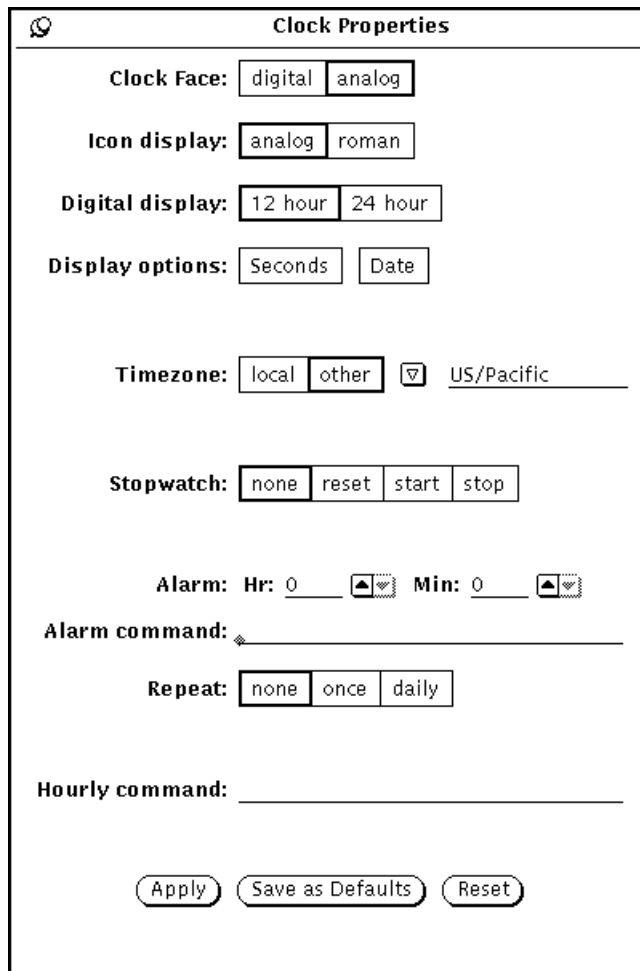 Clock Properties
Clock Face: digital analog
Icon display: analog roman
Digital display: 12 hour 24 hour
Display options: Seconds Date
Timezone: local other US/Pacific
Stopwatch: none reset start stop
Alarm: Hr: 0 Min: 0
Alarm command:
Repeat: none once daily
Hourly command:
Apply Save as Defaults Reset